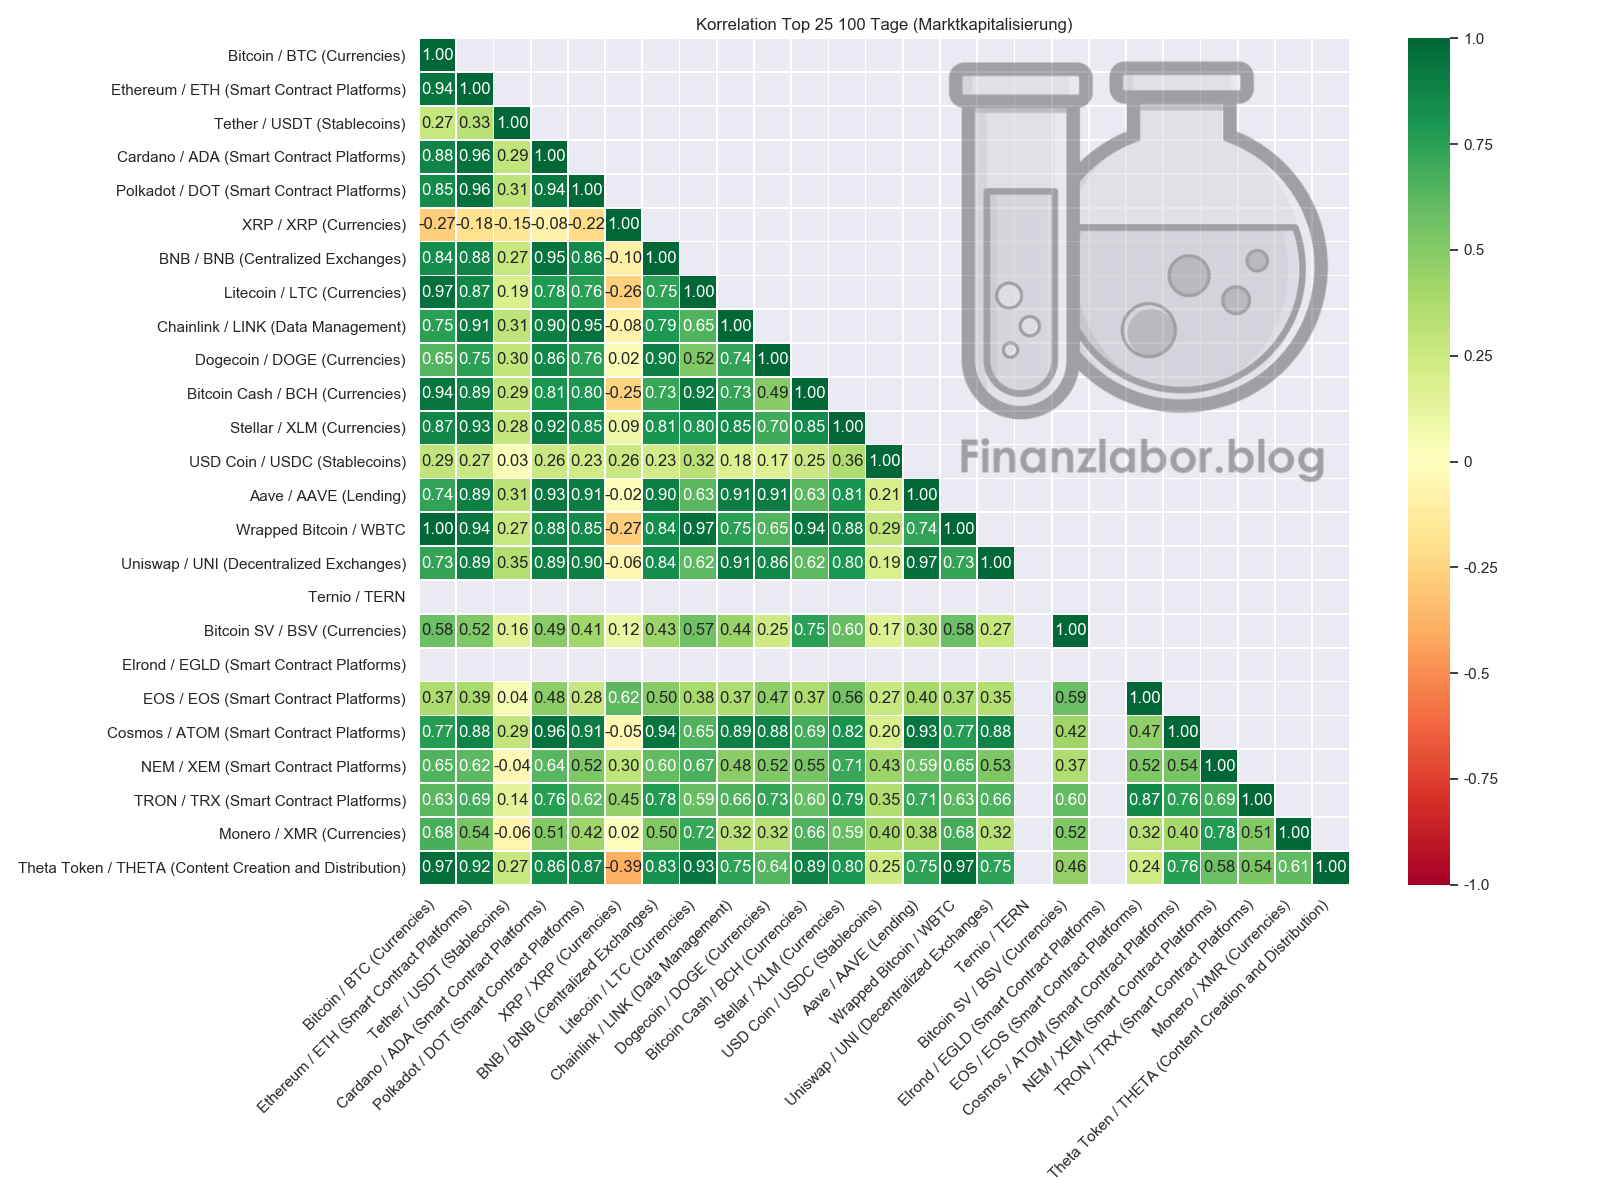 Korrelation Top 25 100 Tage (Marktkapitalisierung)
Bitcoin / BTC (Currencies) 1.00
Ethereum / ETH (Smart Contract Platforms) 0.94 1.00
Tether / USDT (Stablecoins) 0.27 0.33 1.00
Cardano / ADA (Smart Contract Platforms) 0.88 0.96 0.29 1.00
Polkadot / DOT (Smart Contract Platforms) 0.85 0.96 0.31 0.94 1.00
XRP / XRP (Currencies) -0.27 -0.18 -0.15 -0.08 -0.22 1.00
BNB / BNB (Centralized Exchanges) 0.84 0.88 0.27 0.95 0.86 -0.10 1.00
Litecoin / LTC (Currencies) 0.97 0.87 0.19 0.78 0.76 -0.26 0.75 1.00
Chainlink / LINK (Data Management) 0.75 0.91 0.31 0.90 0.95 -0.08 0.79 0.65 1.00
Dogecoin / DOGE (Currencies) 0.65 0.75 0.30 0.86 0.76 0.02 0.90 0.52 0.74 1.00
Bitcoin Cash / BCH (Currencies) 0.94 0.89 0.29 0.81 0.80 -0.25 0.73 0.92 0.73 0.49 1.00
Stellar / XLM (Currencies) 0.87 0.93 0.28 0.92 0.85 0.09 0.81 0.80 0.85 0.70 0.85 1.00
USD Coin / USDC (Stablecoins) 0.29 0.27 0.03 0.26 0.23 0.26 0.23 0.32 0.18 0.17 0.25 0.36 1.00
Aave / AAVE (Lending) 0.74 0.89 0.31 0.93 0.91 -0.02 0.90 0.63 0.91 0.91 0.63 0.81 0.21 1.00
Wrapped Bitcoin / WBTC 1.00 0.94 0.27 0.88 0.85 -0.27 0.84 0.97 0.75 0.65 0.94 0.88 0.29 0.74 1.00
Uniswap / UNI (Decentralized Exchanges) 0.73 0.89 0.35 0.89 0.90 -0.06 0.84 0.62 0.91 0.86 0.62 0.80 0.19 0.97 0.73 1.00
Ternio / TERN
Bitcoin SV / BSV (Currencies) 0.58 0.52 0.16 0.49 0.41 0.12 0.43 0.57 0.44 0.25 0.75 0.60 0.17 0.30 0.58 0.27 1.00
Elrond / EGLD (Smart Contract Platforms)
EOS / EOS (Smart Contract Platforms) 0.37 0.39 0.04 0.48 0.28 0.62 0.50 0.38 0.37 0.47 0.37 0.56 0.27 0.40 0.37 0.35 0.59 1.00
Cosmos / ATOM (Smart Contract Platforms) 0.77 0.88 0.29 0.96 0.91 -0.05 0.94 0.65 0.89 0.88 0.69 0.82 0.20 0.93 0.77 0.88 0.42 0.47 1.00
NEM / XEM (Smart Contract Platforms) 0.65 0.62 -0.04 0.64 0.52 0.30 0.60 0.67 0.48 0.52 0.55 0.71 0.43 0.59 0.65 0.53 0.37 0.52 0.54 1.00
TRON / TRX (Smart Contract Platforms) 0.63 0.69 0.14 0.76 0.62 0.45 0.78 0.59 0.66 0.73 0.60 0.79 0.35 0.71 0.63 0.66 0.60 0.87 0.76 0.69 1.00
Monero / XMR (Currencies) 0.68 0.54 -0.06 0.51 0.42 0.02 0.50 0.72 0.32 0.32 0.66 0.59 0.40 0.38 0.68 0.32 0.52 0.32 0.40 0.78 0.51 1.00
Theta Token / THETA (Content Creation and Distribution) 0.97 0.92 0.27 0.86 0.87 -0.39 0.83 0.93 0.75 0.64 0.89 0.80 0.25 0.75 0.97 0.75 0.46 0.24 0.76 0.58 0.54 0.61 1.00
Bitcoin / BTC (Currencies)
Ethereum / ETH (Smart Contract Platforms)
Tether / USDT (Stablecoins)
Cardano / ADA (Smart Contract Platforms)
Polkadot / DOT (Smart Contract Platforms)
XRP / XRP (Currencies)
BNB / BNB (Centralized Exchanges)
Litecoin / LTC (Currencies)
Chainlink / LINK (Data Management)
Dogecoin / DOGE (Currencies)
Bitcoin Cash / BCH (Currencies)
Stellar / XLM (Currencies)
USD Coin / USDC (Stablecoins)
Aave / AAVE (Lending)
Wrapped Bitcoin / WBTC
Uniswap / UNI (Decentralized Exchanges)
Ternio / TERN
Bitcoin SV / BSV (Currencies)
Elrond / EGLD (Smart Contract Platforms)
EOS / EOS (Smart Contract Platforms)
Cosmos / ATOM (Smart Contract Platforms)
NEM / XEM (Smart Contract Platforms)
TRON / TRX (Smart Contract Platforms)
Monero / XMR (Currencies)
Theta Token / THETA (Content Creation and Distribution)
Finanzlabor.blog
1.0
0.75
0.5
0.25
0
-0.25
-0.5
-0.75
-1.0